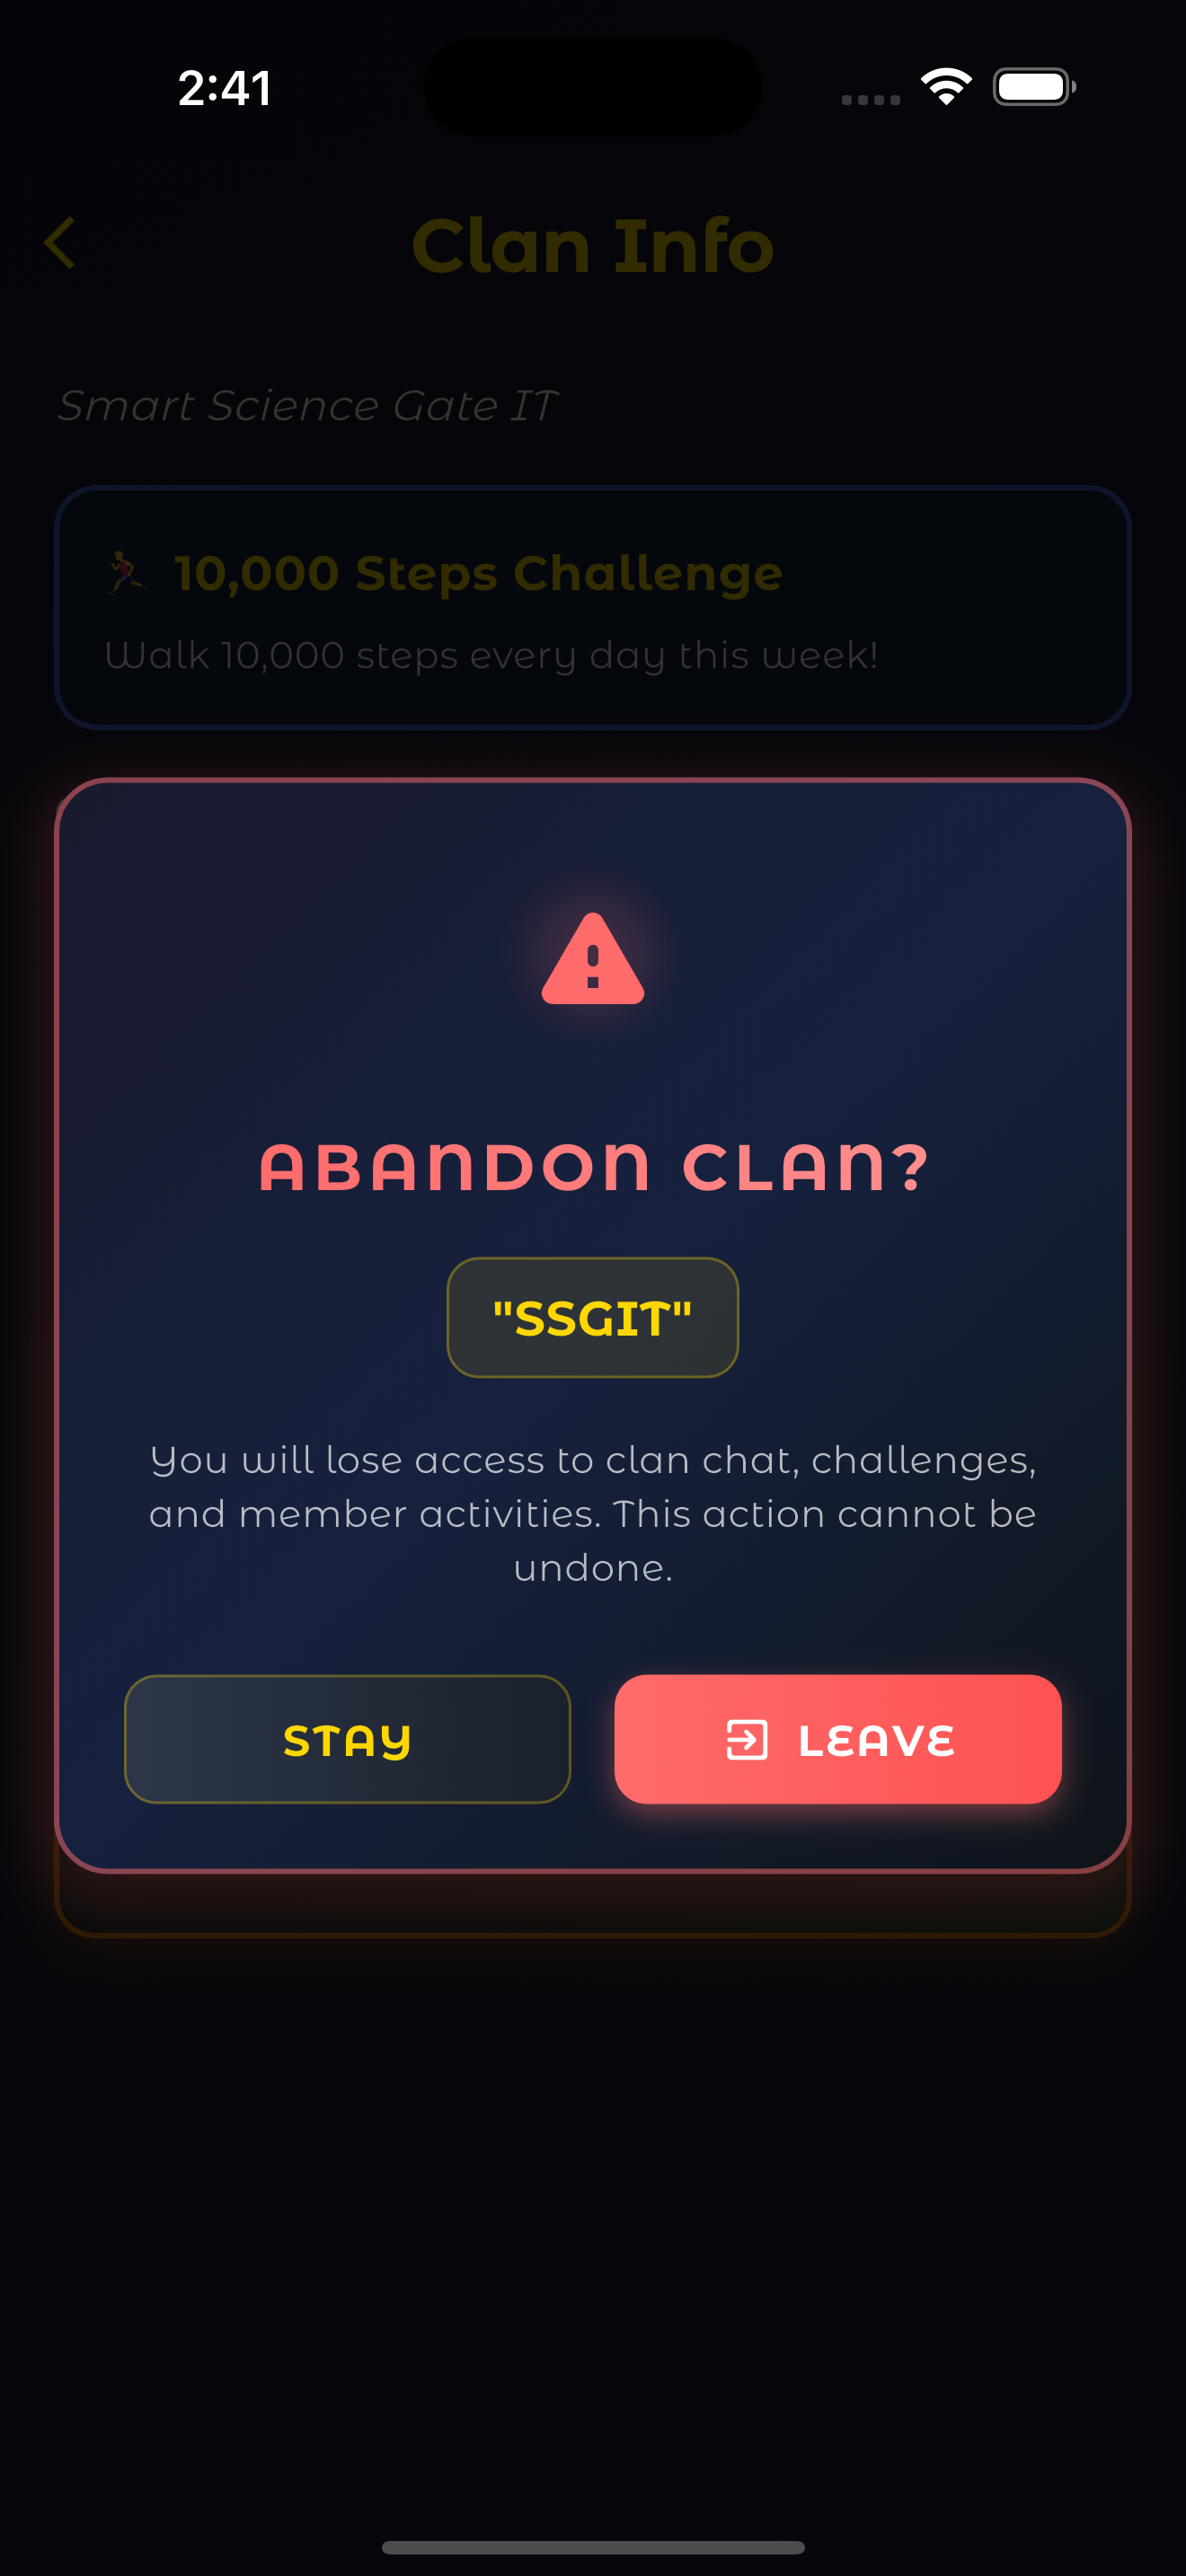 2:41
Clan Info
Smart Science Gate IT
10,000 Steps Challenge
Walk 10,000 steps every day this week!
ABANDON CLAN?
"SSGIT"
You will lose access to clan chat, challenges,
and member activities. This action cannot be
undone.
STAY
LEAVE